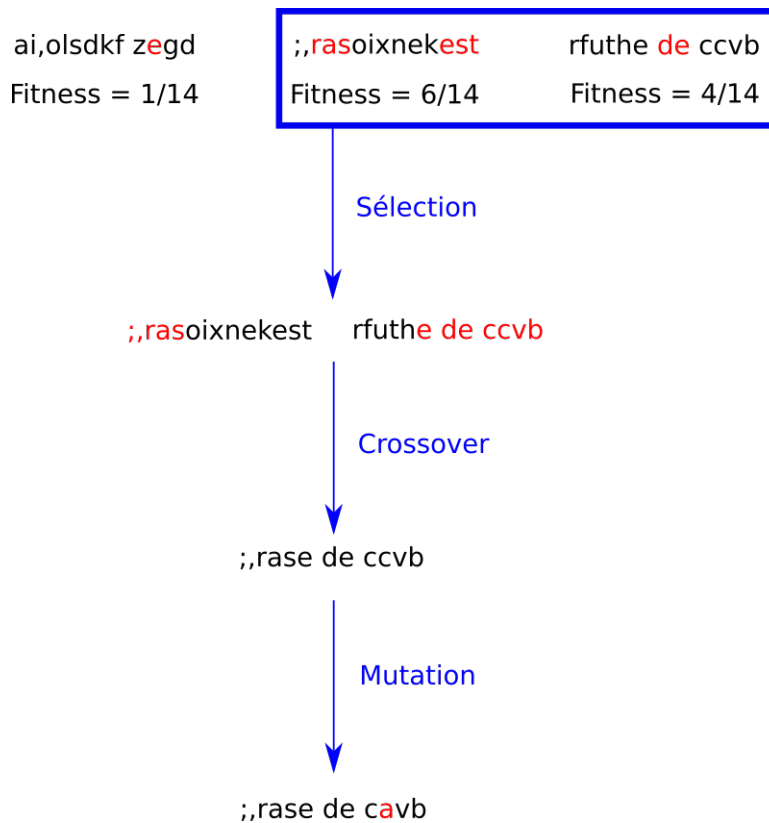 ai,olsdkf zegd ;,rasoixnekest rfuthe de ccvb
Fitness = 1/14 Fitness = 6/14 Fitness = 4/14
Sélection
;,rasoixnekest rfuthe de ccvb
Crossover
;,rase de ccvb
Mutation
;,rase de cavb